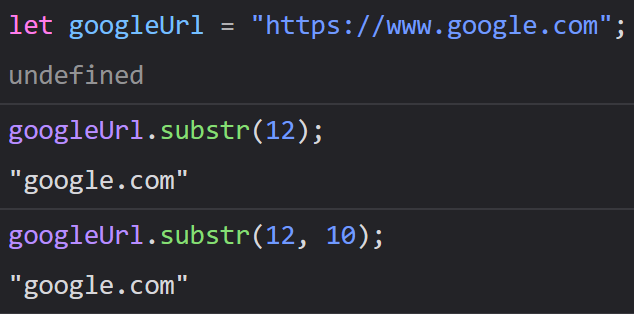 let googleUrl = "https://www.google.com";
undefined
googleUrl.substr(12);
"google.com"
googleUrl.substr(12, 10);
"google.com"